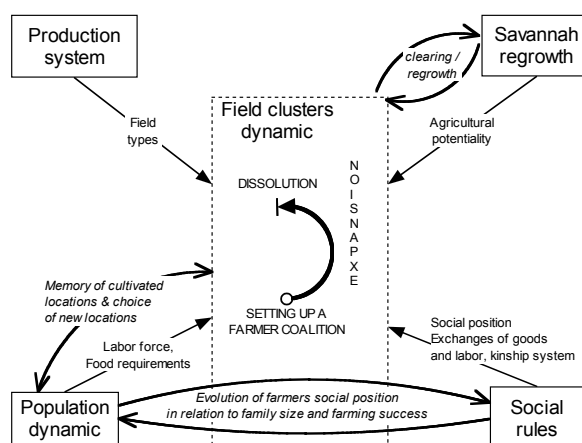 Production
system
Savannah
regrowth
clearing /
regrowth
Field clusters
dynamic
Field
types
Agricultural
potentiality
NOISNAPXE
DISSOLUTION
Memory of cultivated
locations & choice
of new locations
SETTING UP A
FARMER COALITION
Labor force,
Food requirements
Social position
Exchanges of goods
and labor, kinship system
Evolution of farmers social position
in relation to family size and farming success
Population
dynamic
Social
rules